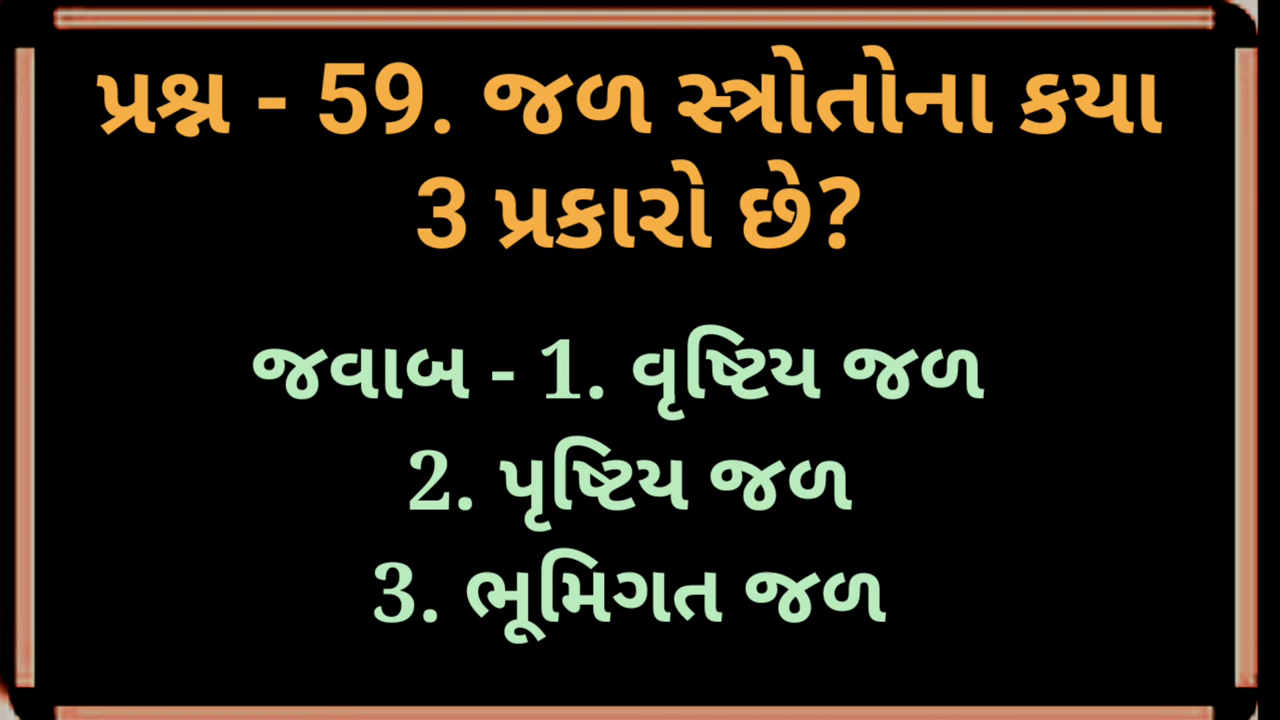 પ્રશ્ન - 59. જળ સ્ત્રોતોના કયા
3 પ્રકારો છે?
જવાબ - 1. વૃષ્ટિય જળ
2. પૃષ્ટિય જળ
3. ભૂમિગત જળ